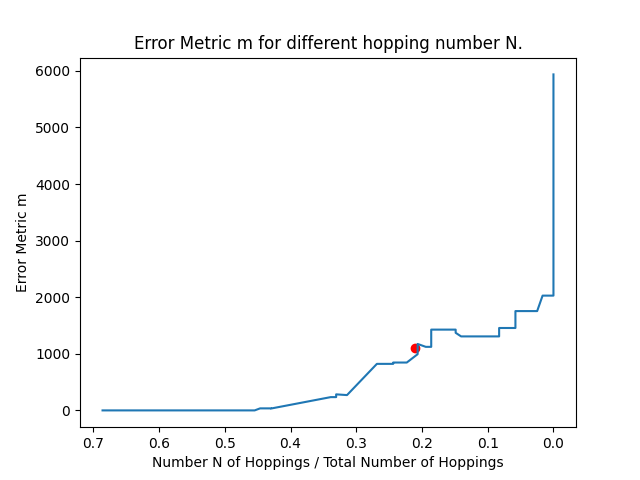 Error Metric m for different hopping number N.
6000
5000
4000
3000
2000
1000
0
Error Metric m
0.7 0.6 0.5 0.4 0.3 0.2 0.1 0.0
Number N of Hoppings / Total Number of Hoppings